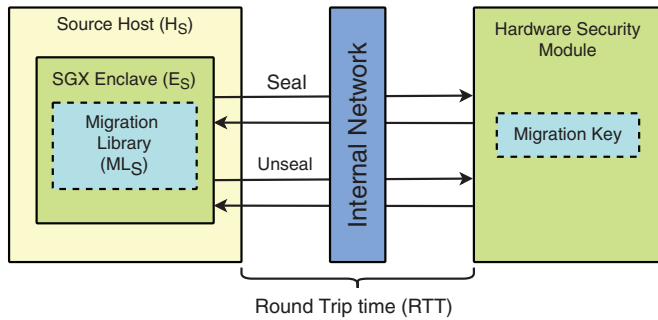 Source Host (HS)
SGX Enclave (ES)
Migration
Library
(MLS)
Seal
Unseal
Internal Network
Hardware Security
Module
Migration Key
Round Trip time (RTT)